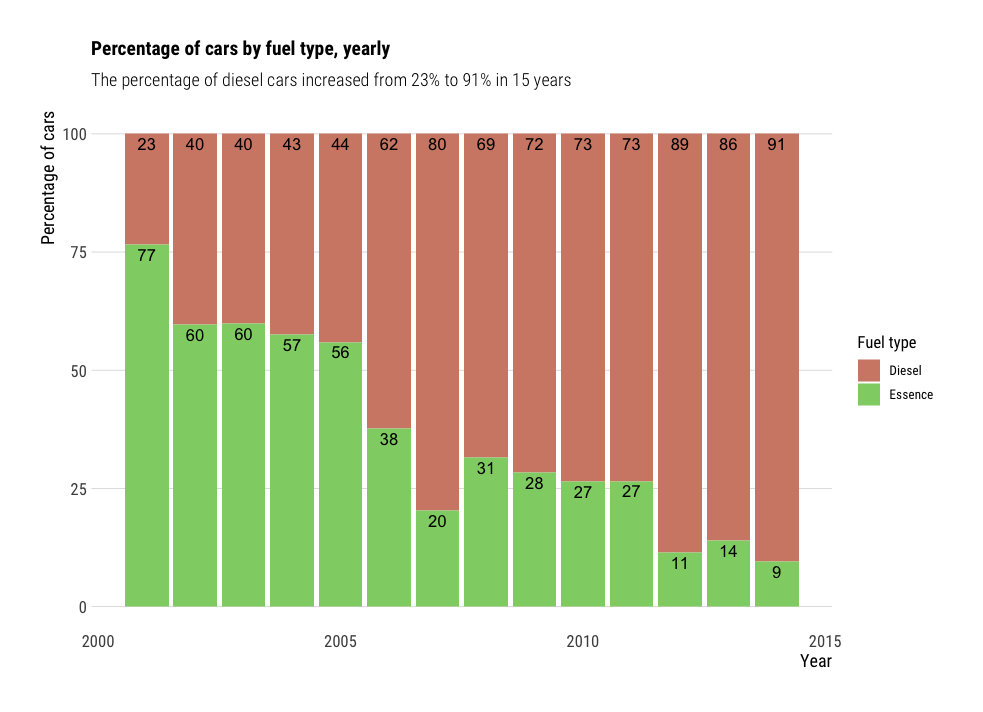 Percentage of cars by fuel type, yearly
The percentage of diesel cars increased from 23% to 91% in 15 years
Percentage of cars
100
75
50
25
0
23 40 40 43 44 62 80 69 72 73 73 89 86 91
77 60 60 57 56 38 20 31 28 27 27 11 14 9
2000 2005 2010 2015
Year
Fuel type
Diesel
Essence